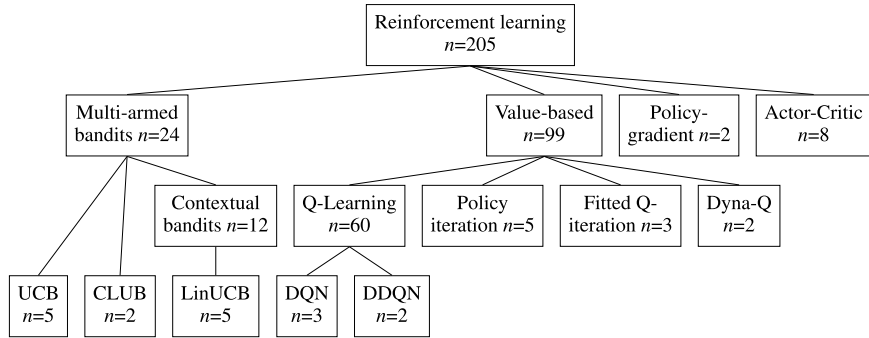 Reinforcement learning
n=205
Multi-armed
bandits n=24
Value-based
n=99
Policy-
gradient n=2
Actor-Critic
n=8
Contextual
bandits n=12
Q-Learning
n=60
Policy
iteration n=5
Fitted Q-
iteration n=3
Dyna-Q
n=2
UCB
n=5
CLUB
n=2
LinUCB
n=5
DQN
n=3
DDQN
n=2